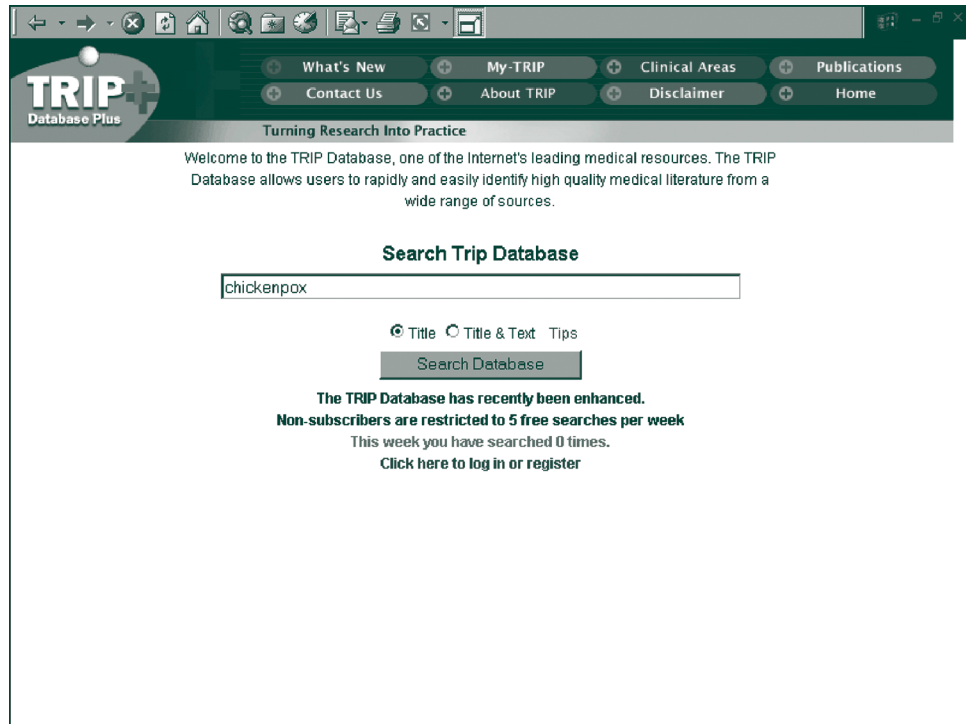 What's New My-TRIP Clinical Areas Publications
TRIP
Contact Us About TRIP Disclaimer Home
Database Plus
Turning Research Into Practice
Welcome to the TRIP Database, one of the Internet's leading medical resources. The TRIP
Database allows users to rapidly and easily identify high quality medical literature from a
wide range of sources.
Search Trip Database
chickenpox
Title Title & Text Tips
Search Database
The TRIP Database has recently been enhanced.
Non-subscribers are restricted to 5 free searches per week
This week you have searched 0 times.
Click here to log in or register